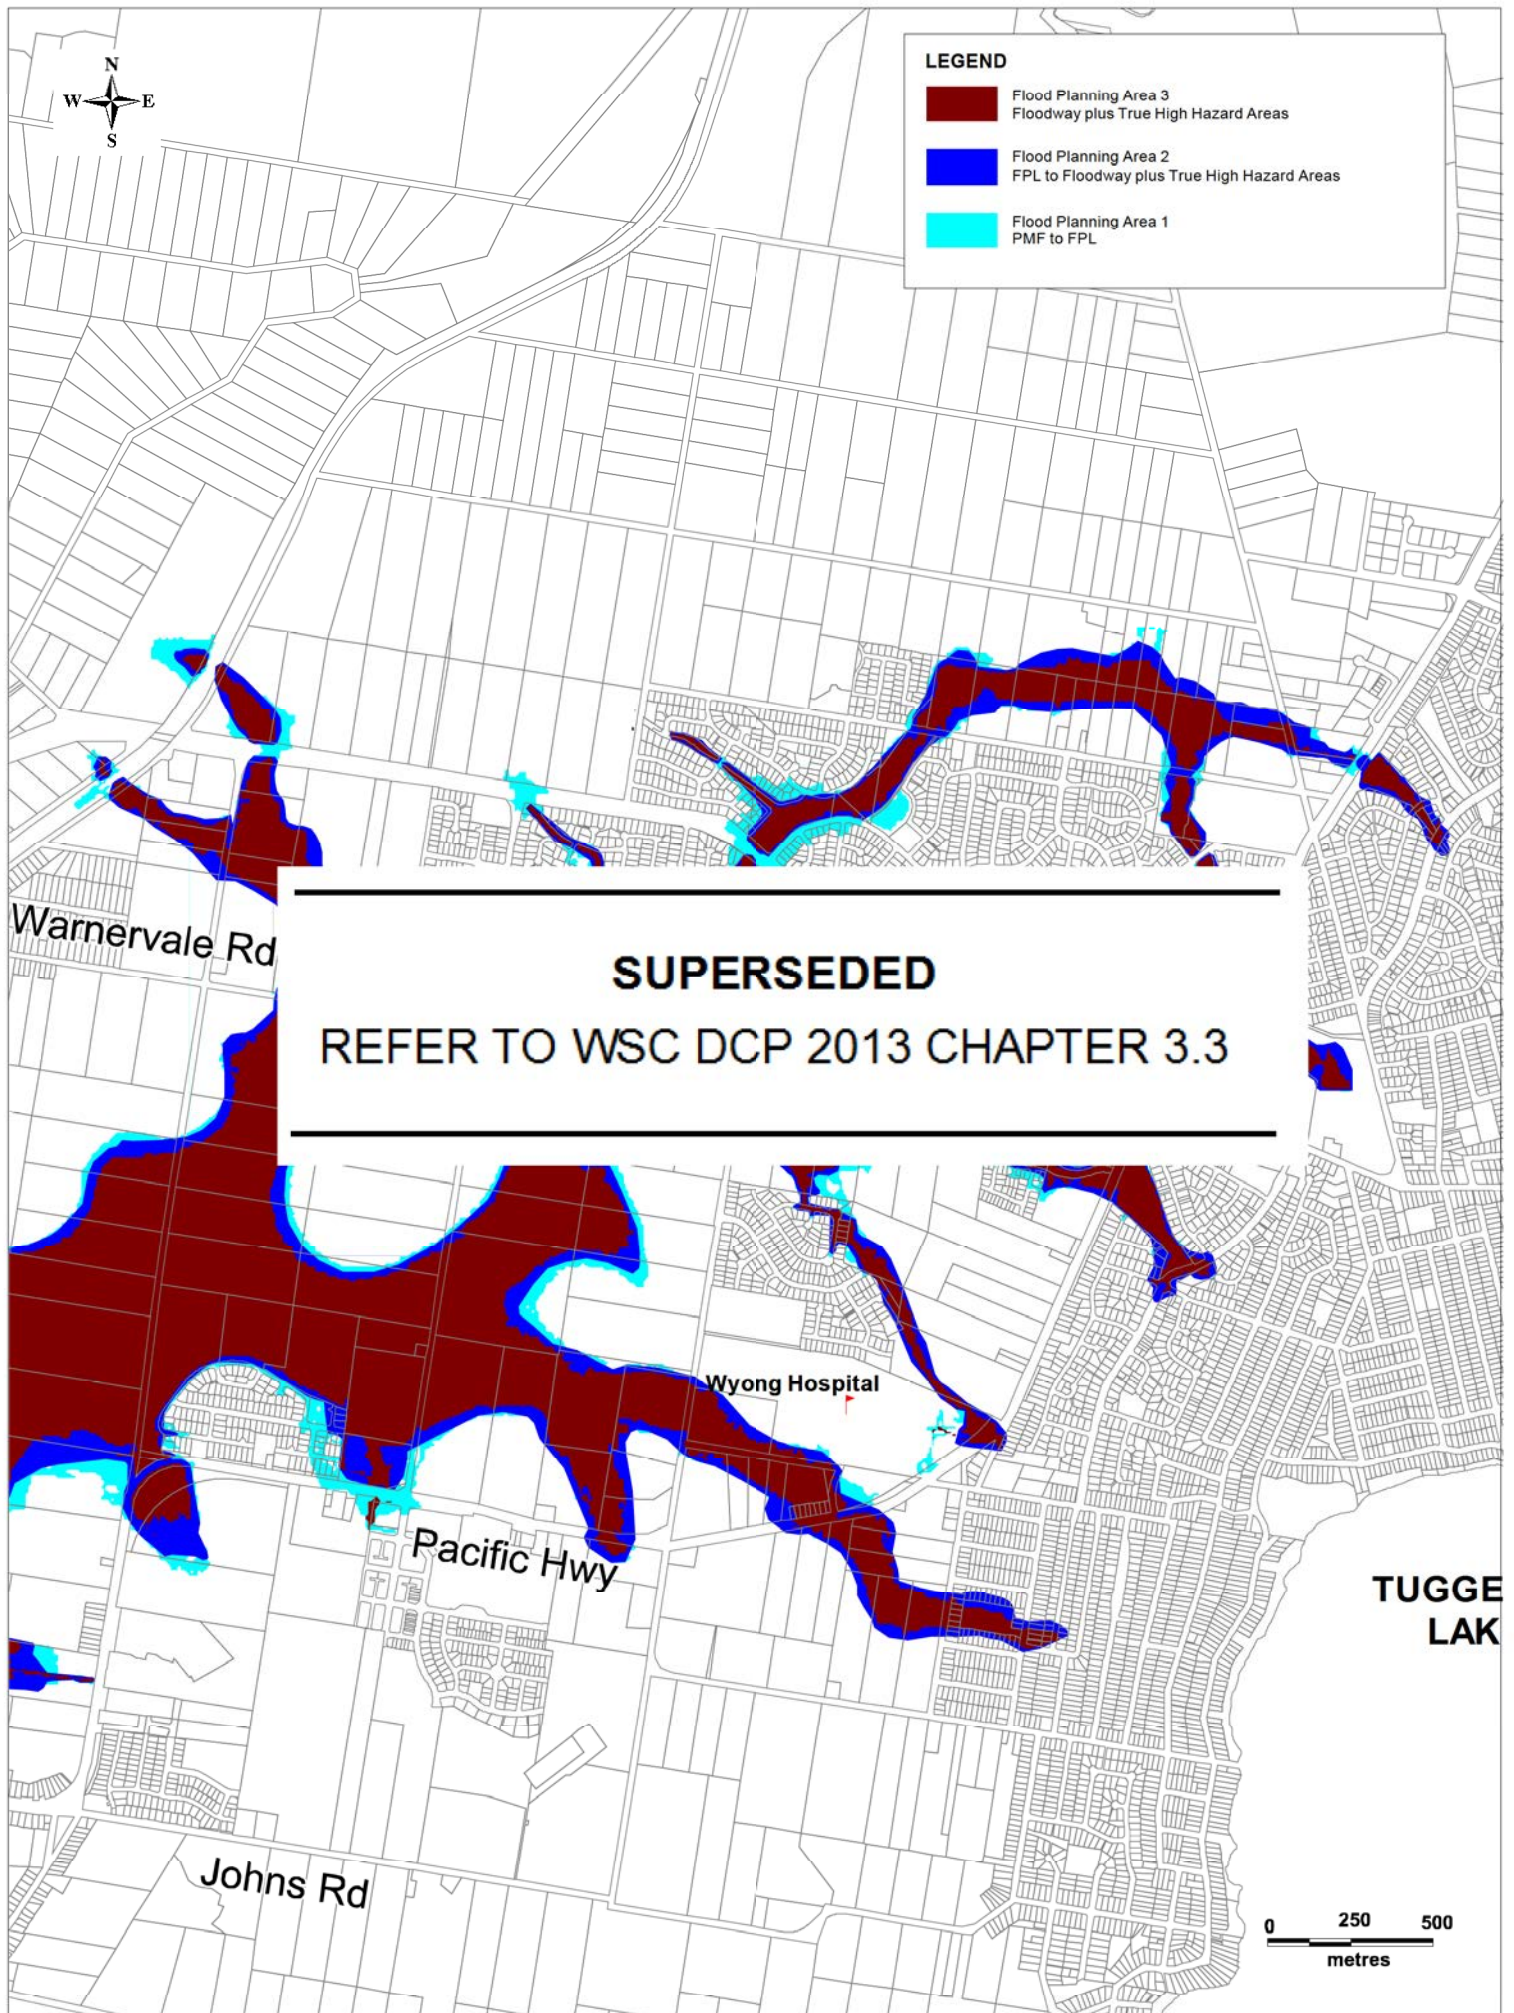 N
W E
S
LEGEND
Flood Planning Area 3
Floodway plus True High Hazard Areas
Flood Planning Area 2
FPL to Floodway plus True High Hazard Areas
Flood Planning Area 1
PMF to FPL
Warnervale Rd
SUPERSEDED
REFER TO WSC DCP 2013 CHAPTER 3.3
Wyong Hospital
Pacific Hwy
TUGGE
LAK
Johns Rd
0 250 500
metres